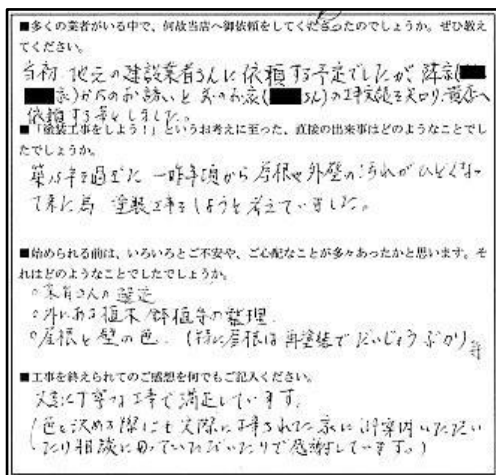 ■多くの業者がいる中で、何故当店へ御依頼をしてくださったのでしょうか。ぜひ教え
てください。
当初 地元の建設業者さんに依頼する予定でしたが、隣家(
家)からのお誘いと 実のお家( さん)の工事実績を知り、貴店へ
依頼する事としました。
■「塗装工事をしよう!」というお考えに至った、直接の出来事はどのようなことでし
たでしょうか。
築15年を過ぎた 一昨年頃から 屋根や外壁の汚れがひどくなっ
て来た為 塗装工事をしようと考えていました。
■始められる前は、いろいろとご不安や、ご心配なことが多々あったかと思います。そ
れはどのようなことでしたでしょうか。
○業者さんの選定
○外にある植木 鉢植等の整理
○屋根と壁の色 (特に屋根は再塗装でだいじょうぶか)等
■工事を終えられてのご感想を何でもご記入ください。
丁寧な工事で満足しています。
(色を決める際にも実際に工事された家に御案内いただい
たり相談に回っていただいたりで感謝しています。)